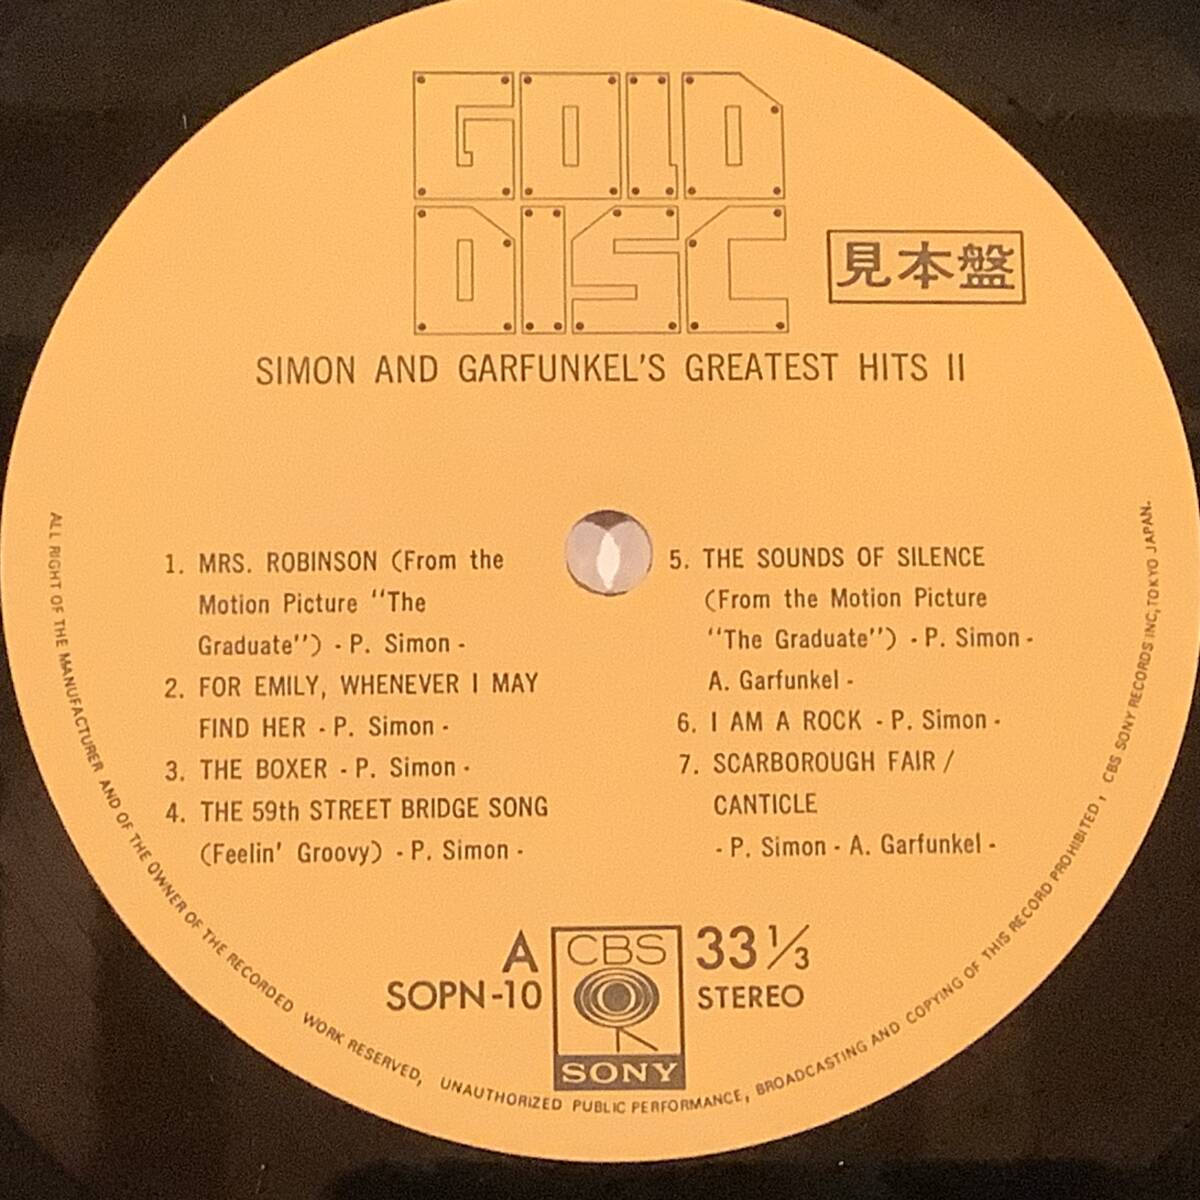 GOLD
DISC
見本盤
SIMON AND GARFUNKEL'S GREATEST HITS II
1. MRS. ROBINSON (From the
Motion Picture "The
Graduate") - P. Simon -
2. FOR EMILY, WHENEVER I MAY
FIND HER - P. Simon -
3. THE BOXER - P. Simon -
4. THE 59th STREET BRIDGE SONG
(Feelin' Groovy) - P. Simon -
5. THE SOUNDS OF SILENCE
(From the Motion Picture
"The Graduate") - P. Simon -
A. Garfunkel -
6. I AM A ROCK - P. Simon -
7. SCARBOROUGH FAIR /
CANTICLE
- P. Simon - A. Garfunkel -
A
SOPN-10
CBS
SONY
33 1/3
STEREO
ALL RIGHT OF THE MANUFACTURER AND OF THE OWNER OF THE RECORDED WORK RESERVED, UNAUTHORIZED PUBLIC PERFORMANCE, BROADCASTING AND COPYING OF THIS RECORD PROHIBITED, CBS SONY RECORDS INC, TOKYO JAPAN.